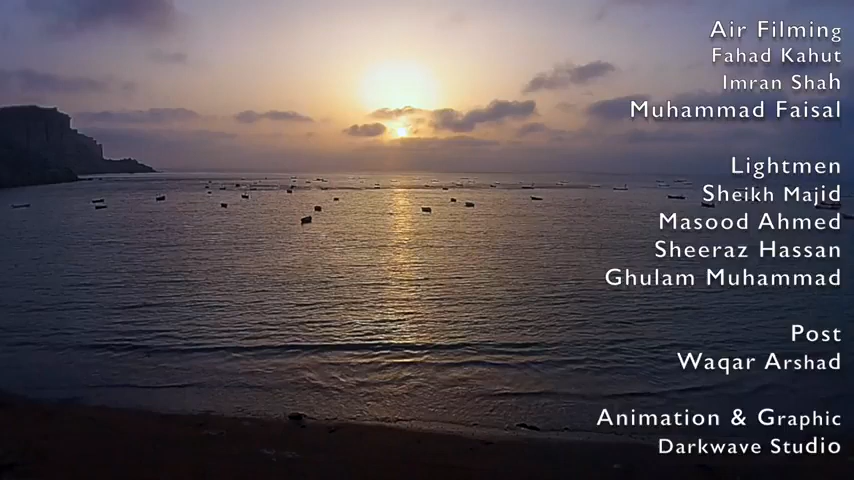 Air Filming
Fahad Kahut
Imran Shah
Muhammad Faisal
Lightmen
Sheikh Majid
Masood Ahmed
Sheeraz Hassan
Ghulam Muhammad
Post
Waqar Arshad
Animation & Graphic
Darkwave Studio